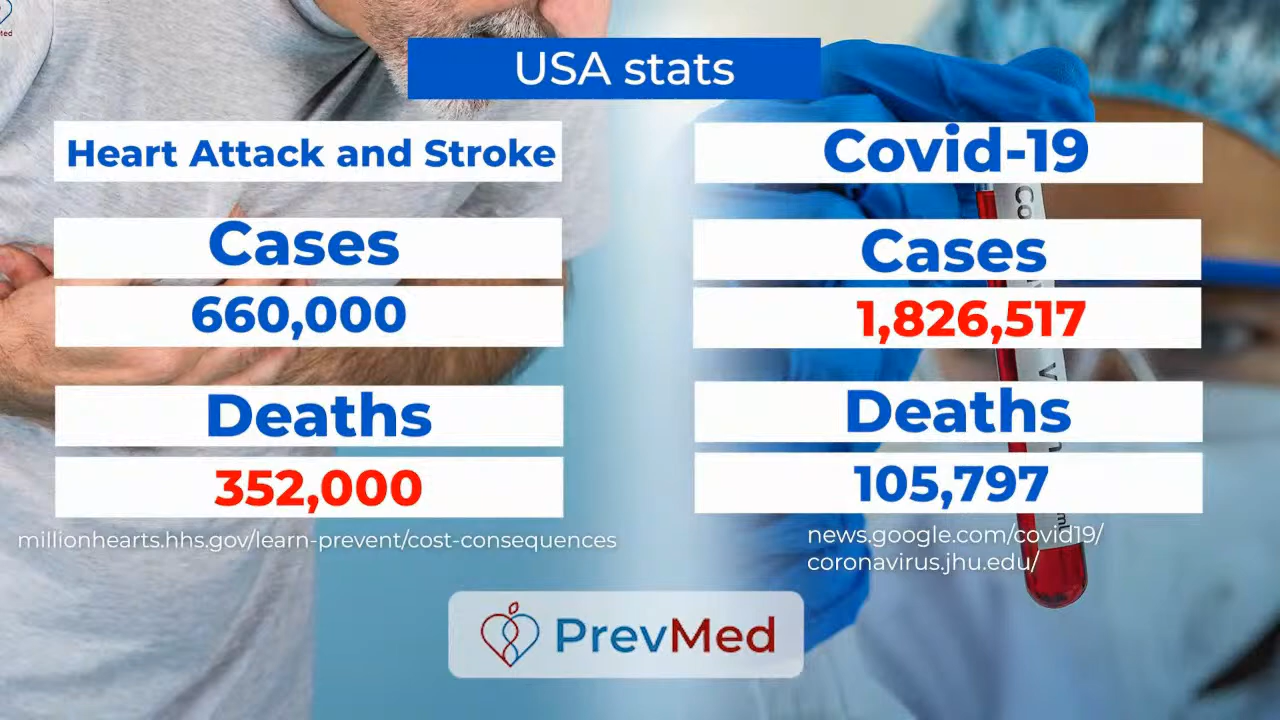 USA stats
Heart Attack and Stroke
Cases
660,000
Deaths
352,000
millionhearts.hhs.gov/learn-prevent/cost-consequences
Covid-19
Cases
1,826,517
Deaths
105,797
news.google.com/covid19/
coronavirus.jhu.edu/
PrevMed